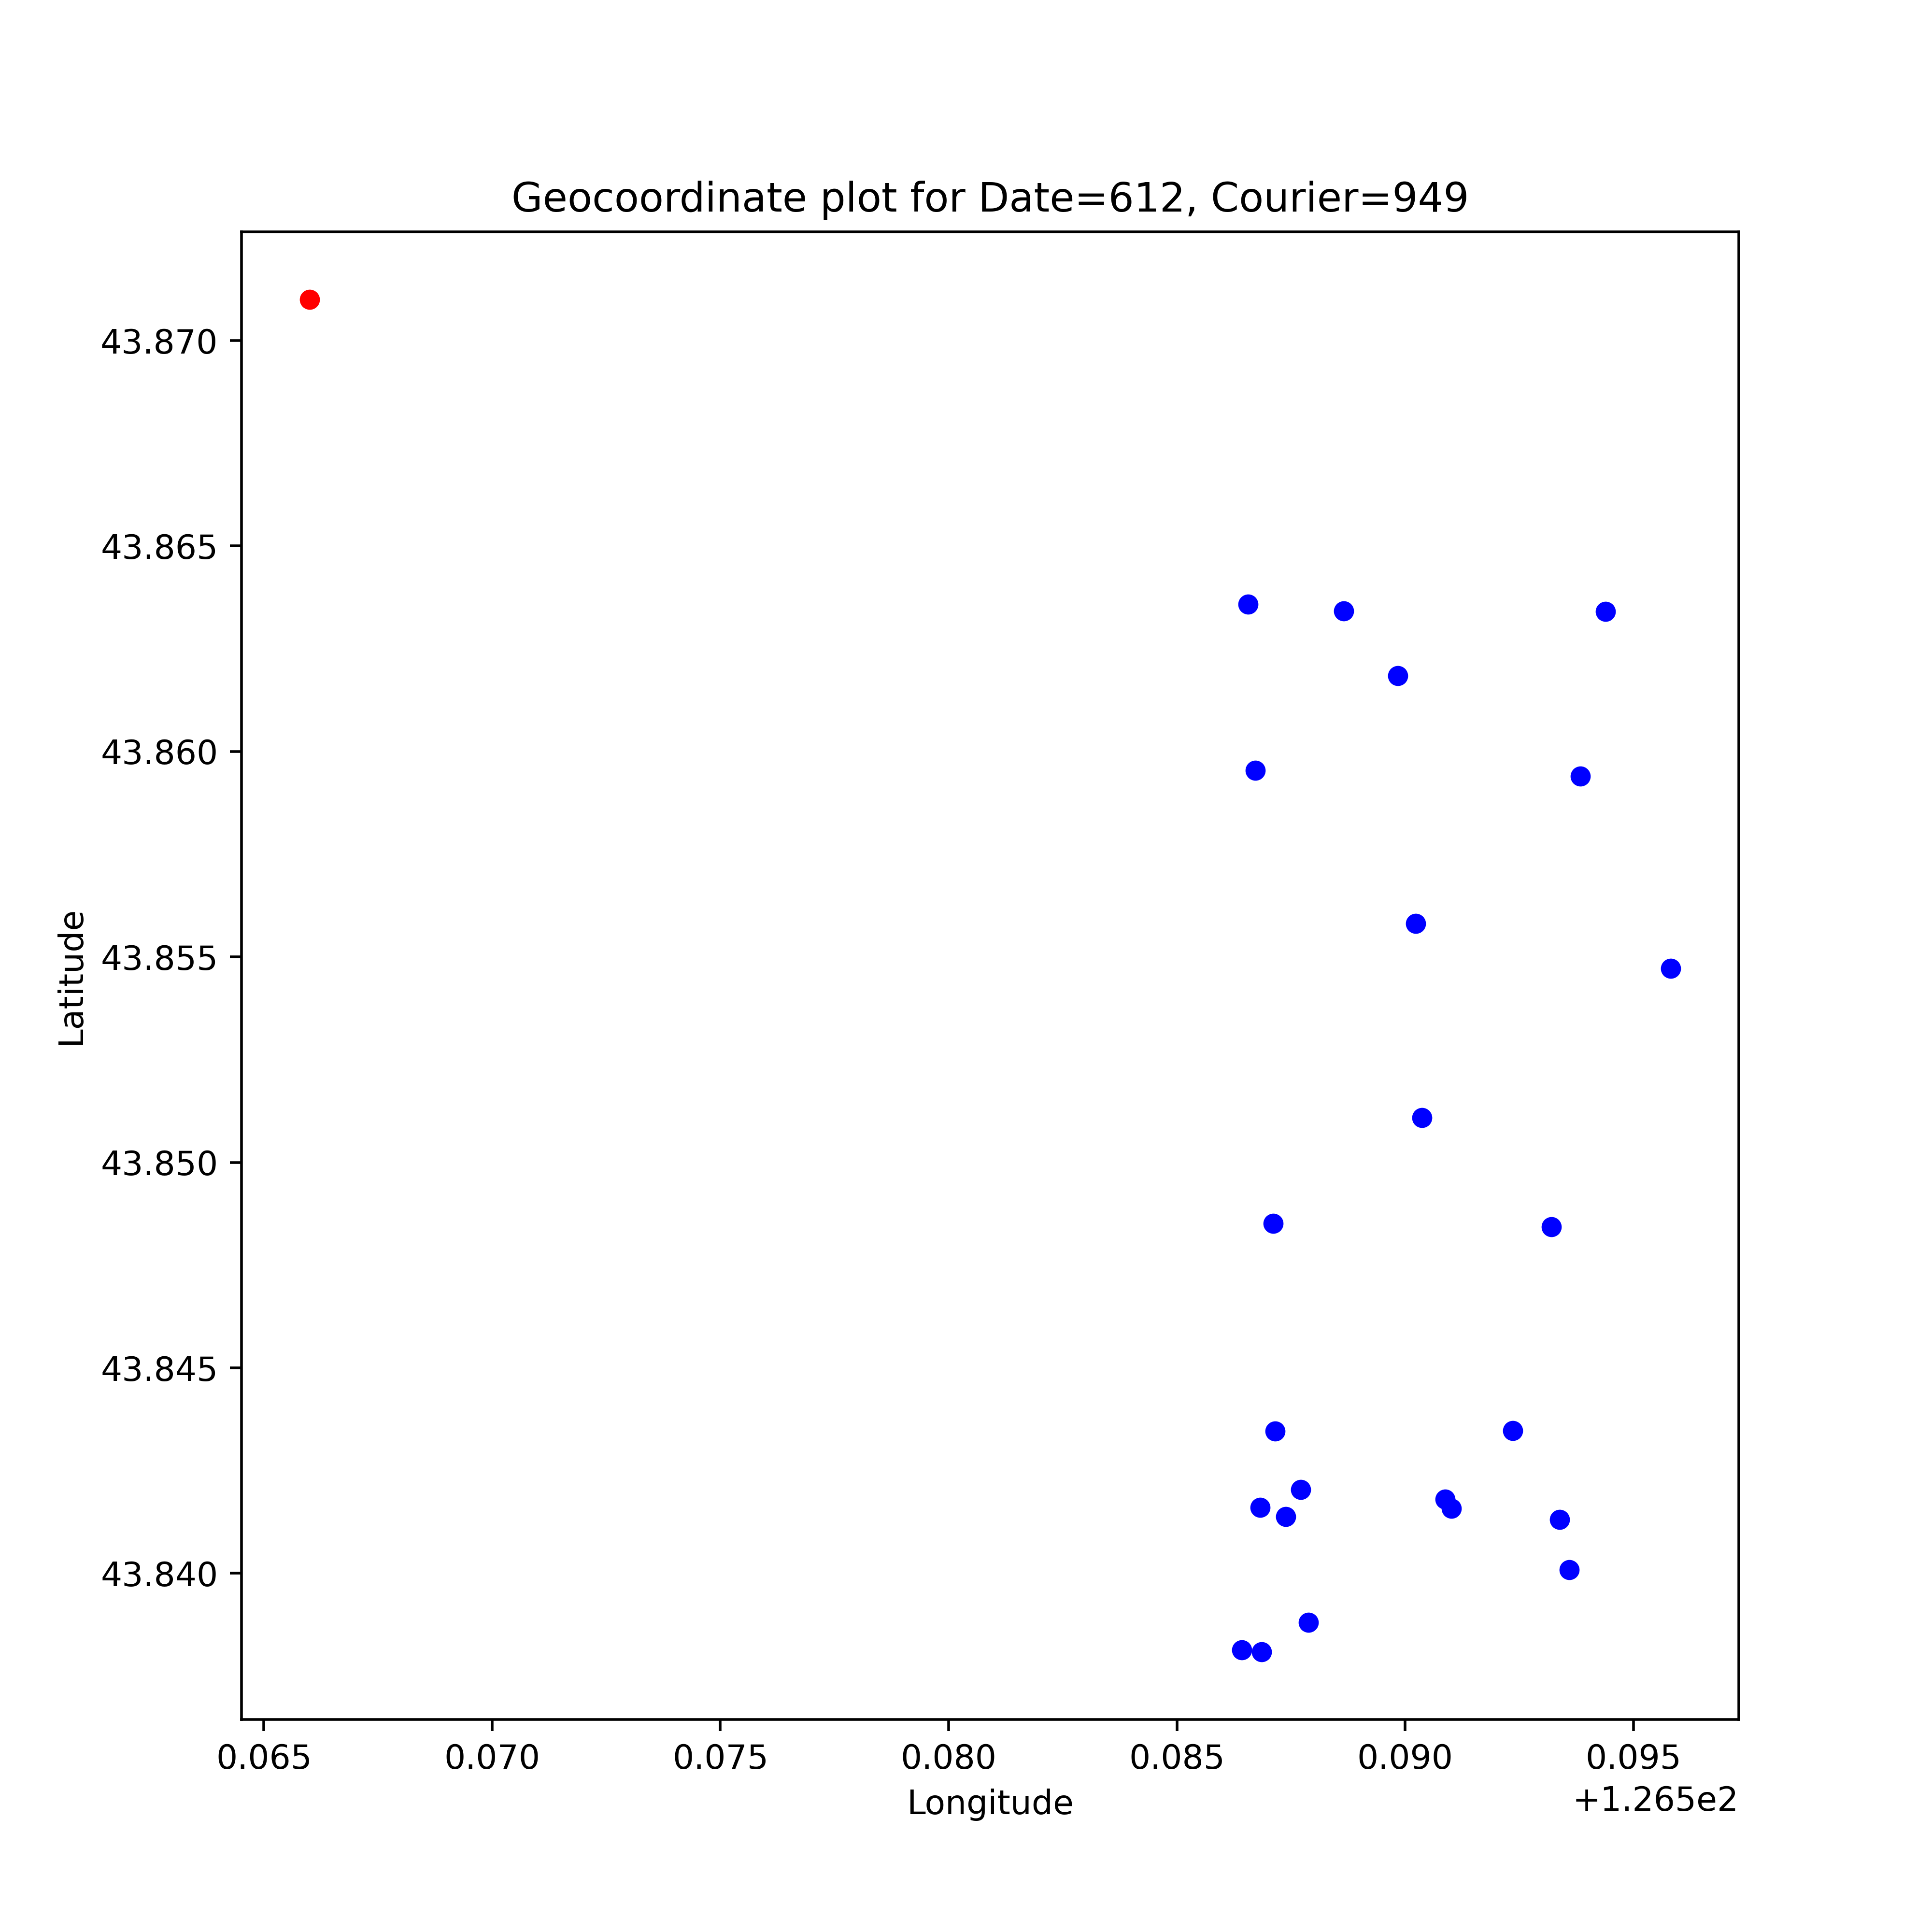 Geocoordinate plot for Date=612, Courier=949
43.870
43.865
43.860
43.855
43.850
43.845
43.840
Latitude
0.065 0.070 0.075 0.080 0.085 0.090 0.095
+1.265e2
Longitude